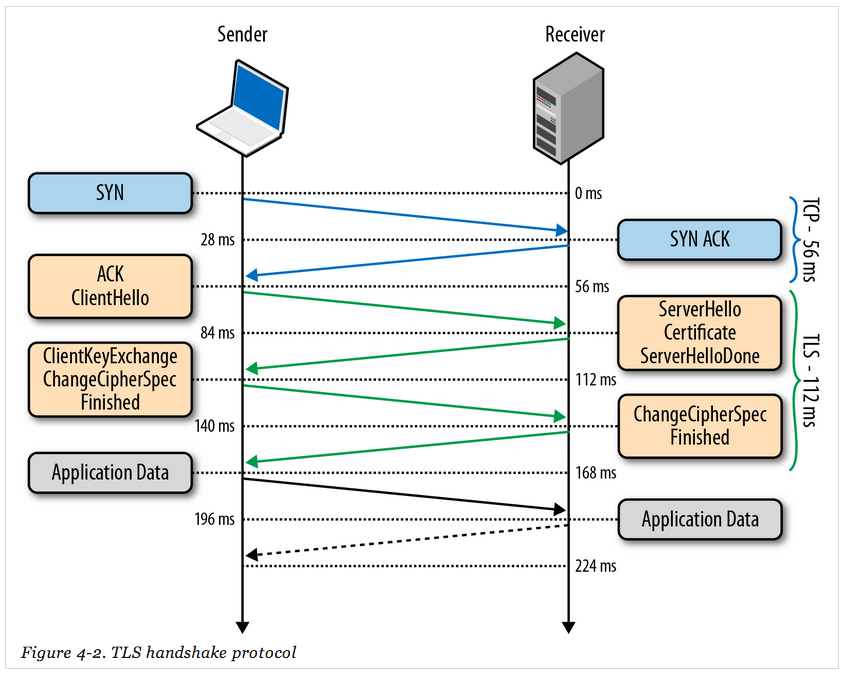 Sender
Receiver
SYN
0 ms
28 ms
SYN ACK
TCP - 56 ms
ACK
ClientHello
56 ms
84 ms
ServerHello
Certificate
ServerHelloDone
TLS - 112 ms
ClientKeyExchange
ChangeCipherSpec
Finished
112 ms
140 ms
ChangeCipherSpec
Finished
Application Data
168 ms
196 ms
Application Data
224 ms
Figure 4-2. TLS handshake protocol